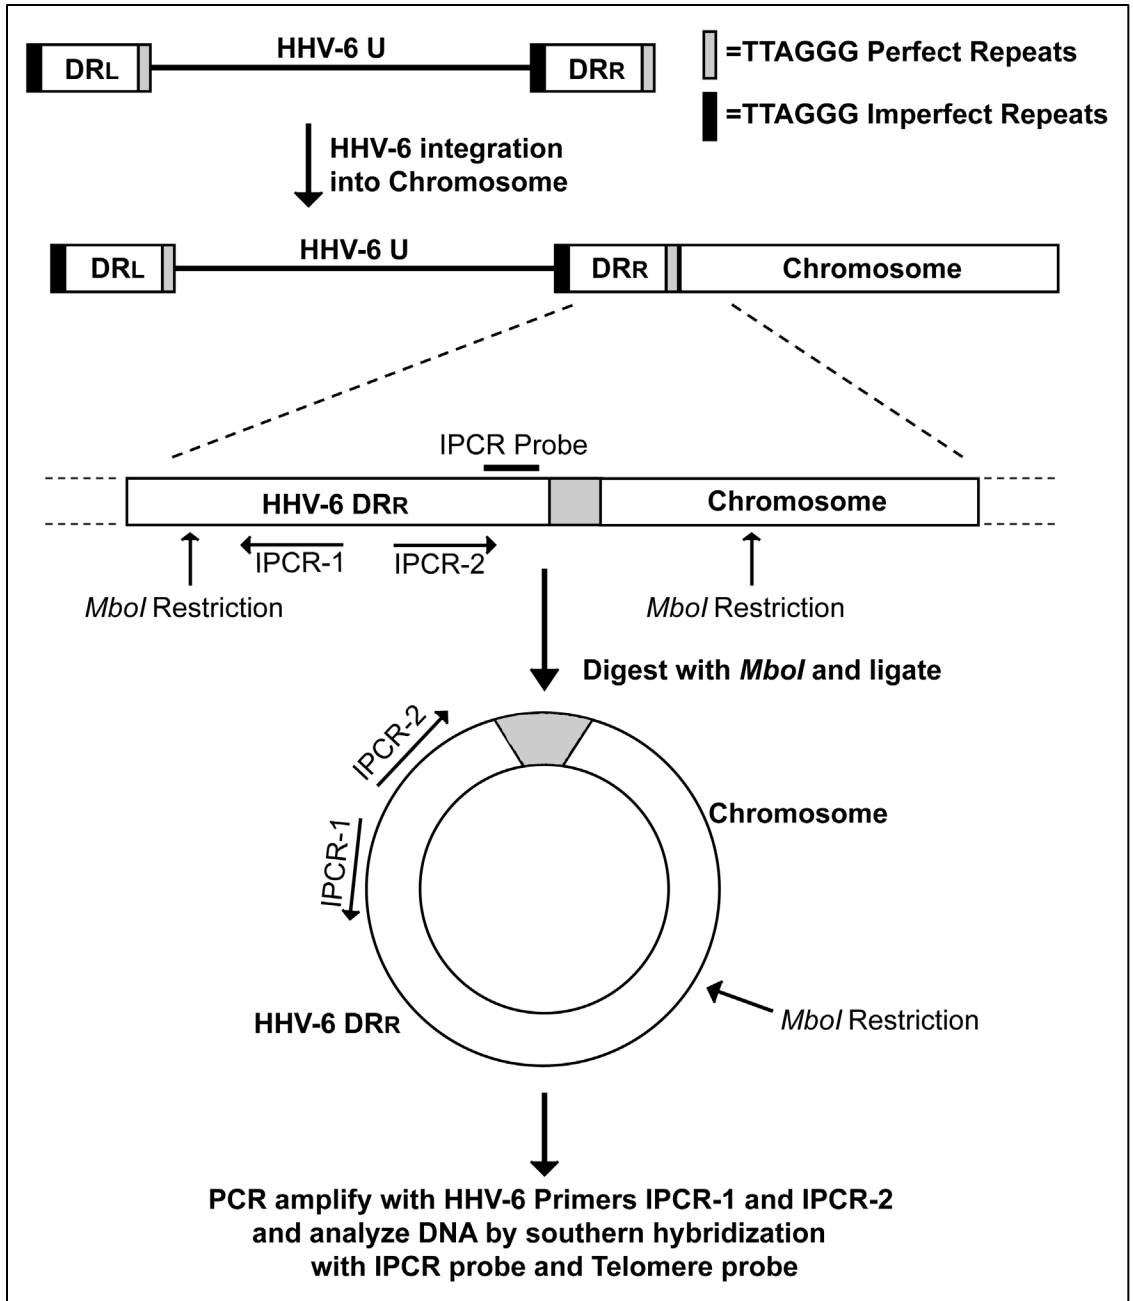 HHV-6 U
DRL
DRR
=TTAGGG Perfect Repeats
=TTAGGG Imperfect Repeats
HHV-6 integration
into Chromosome
HHV-6 U
DRL
DRR
Chromosome
IPCR Probe
HHV-6 DRR
Chromosome
IPCR-1
IPCR-2
MboI Restriction
MboI Restriction
Digest with MboI and ligate
IPCR-2
IPCR-1
Chromosome
HHV-6 DRR
MboI Restriction
PCR amplify with HHV-6 Primers IPCR-1 and IPCR-2
and analyze DNA by southern hybridization
with IPCR probe and Telomere probe